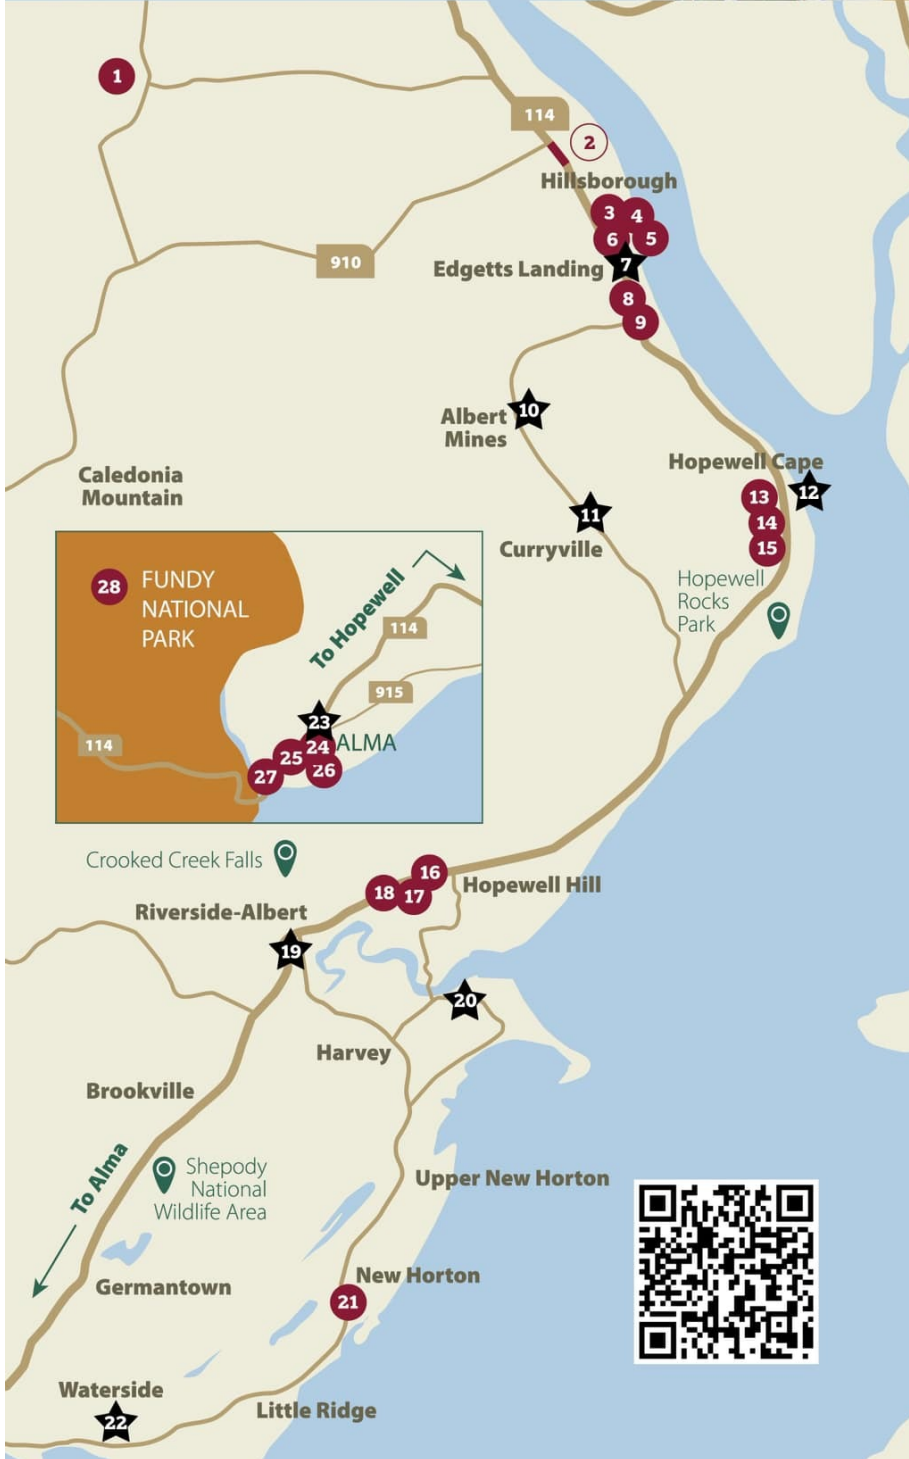 1
114
2
Hillsborough
3
4
6
5
910
Edgetts Landing
7
8
9
10
Albert
Mines
Hopewell Cape
Caledonia
Mountain
13
12
11
14
Curryville
15
Hopewell
Rocks
Park
28
FUNDY
NATIONAL
PARK
To Hopewell
114
915
23
114
24
ALMA
25
26
27
Crooked Creek Falls
16
18
17
Hopewell Hill
Riverside-Albert
19
20
Harvey
Brookville
To Alma
Shepody
National
Wildlife Area
Upper New Horton
New Horton
Germantown
21
Waterside
Little Ridge
22